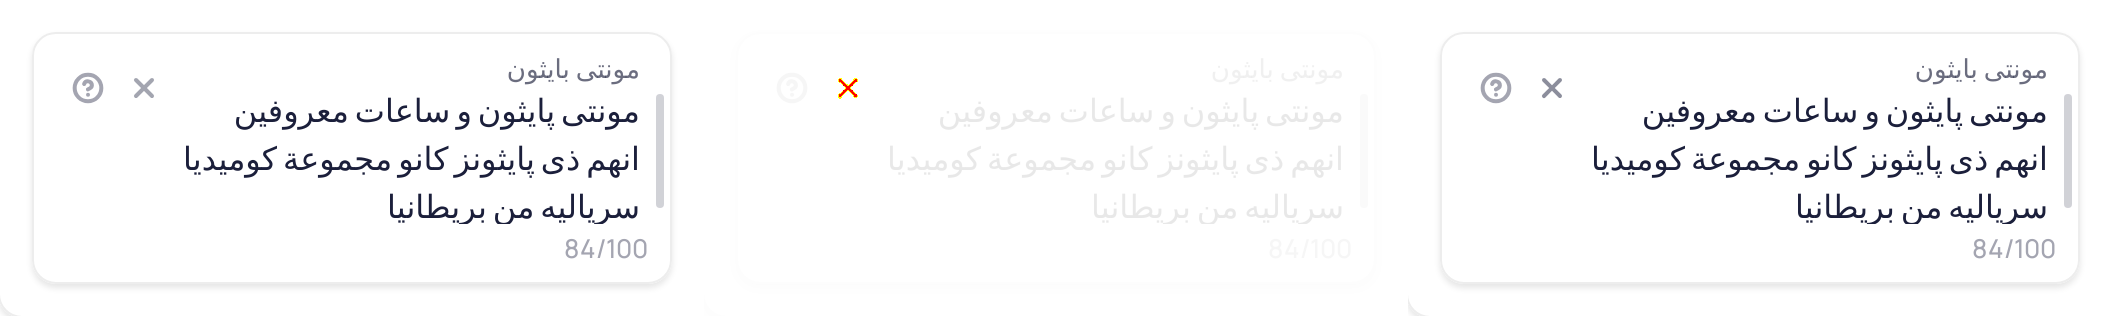 مونتى بايثون
مونتى پايثون و ساعات معروفين
انهم ذى پايثونز كانو مجموعة كوميديا
سرياليه من بريطانيا
84/100
مونتى بايثون
مونتى پايثون و ساعات معروفين
انهم ذى پايثونز كانو مجموعة كوميديا
سرياليه من بريطانيا
84/100
مونتى بايثون
مونتى پايثون و ساعات معروفين
انهم ذى پايثونز كانو مجموعة كوميديا
سرياليه من بريطانيا
84/100